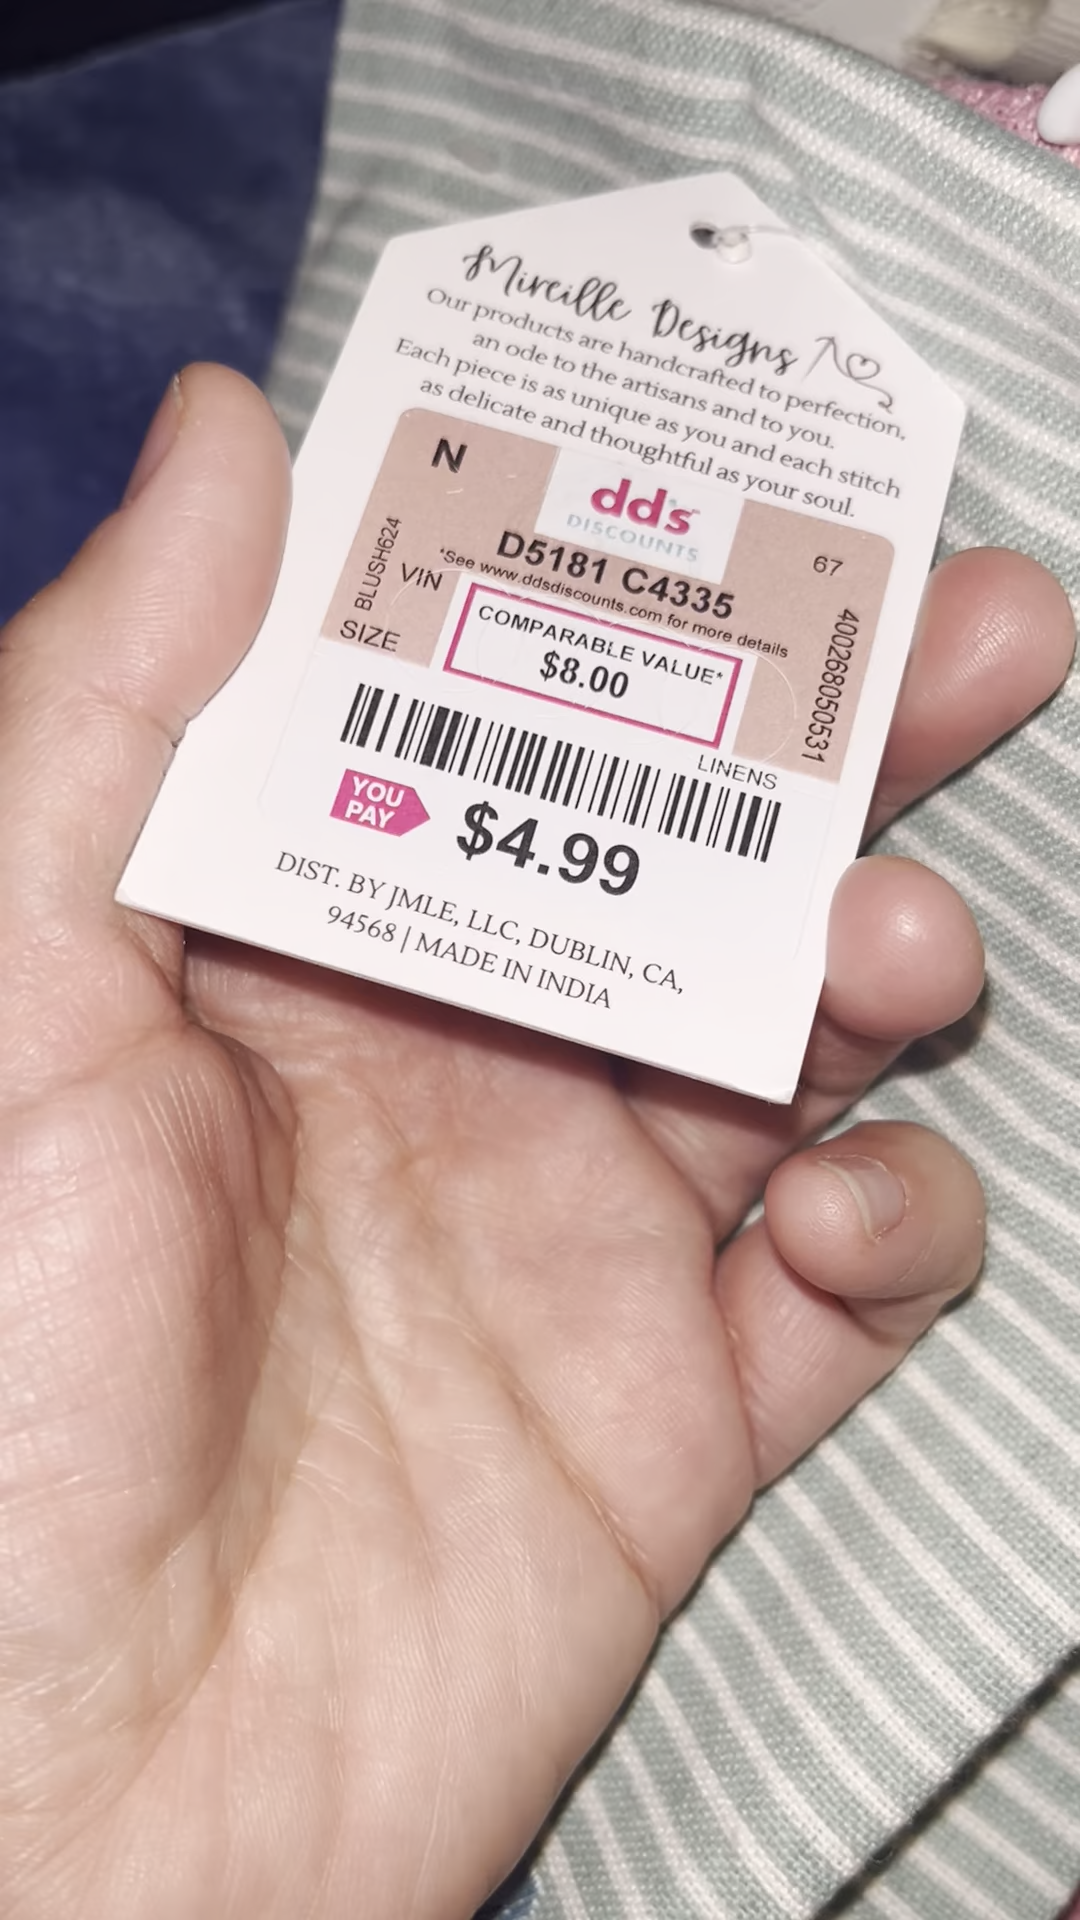 Mireille Designs
Our products are handcrafted to perfection,
an ode to the artisans and to you.
Each piece is as unique as you and each stitch
as delicate and thoughtful as your soul.
N
dd's
DISCOUNTS
67
D5181 C4335
*See www.ddsdiscounts.com for more details
BLUSH624
VIN
SIZE
COMPARABLE VALUE*
$8.00
400268050531
LINENS
YOU
PAY
$4.99
DIST. BY JMLE, LLC, DUBLIN, CA,
94568 | MADE IN INDIA